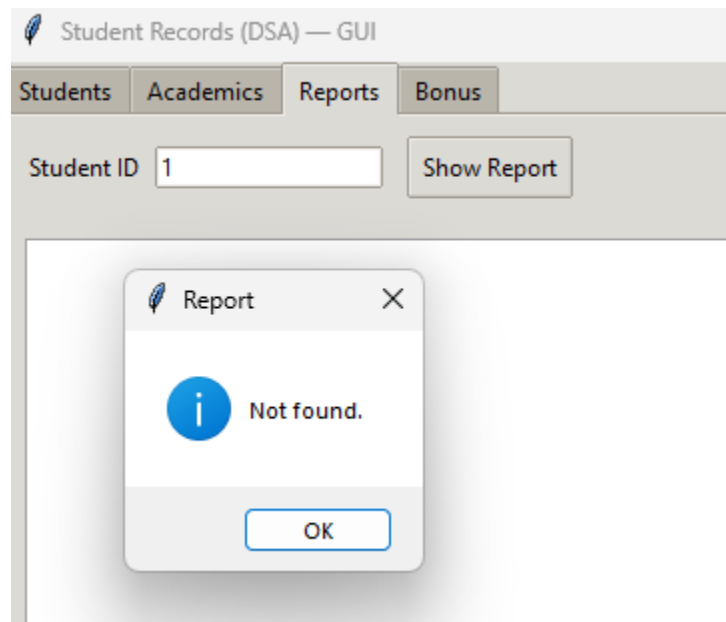 Student Records (DSA) — GUI
Students Academics Reports Bonus
Student ID 1 Show Report
Report
Not found.
OK